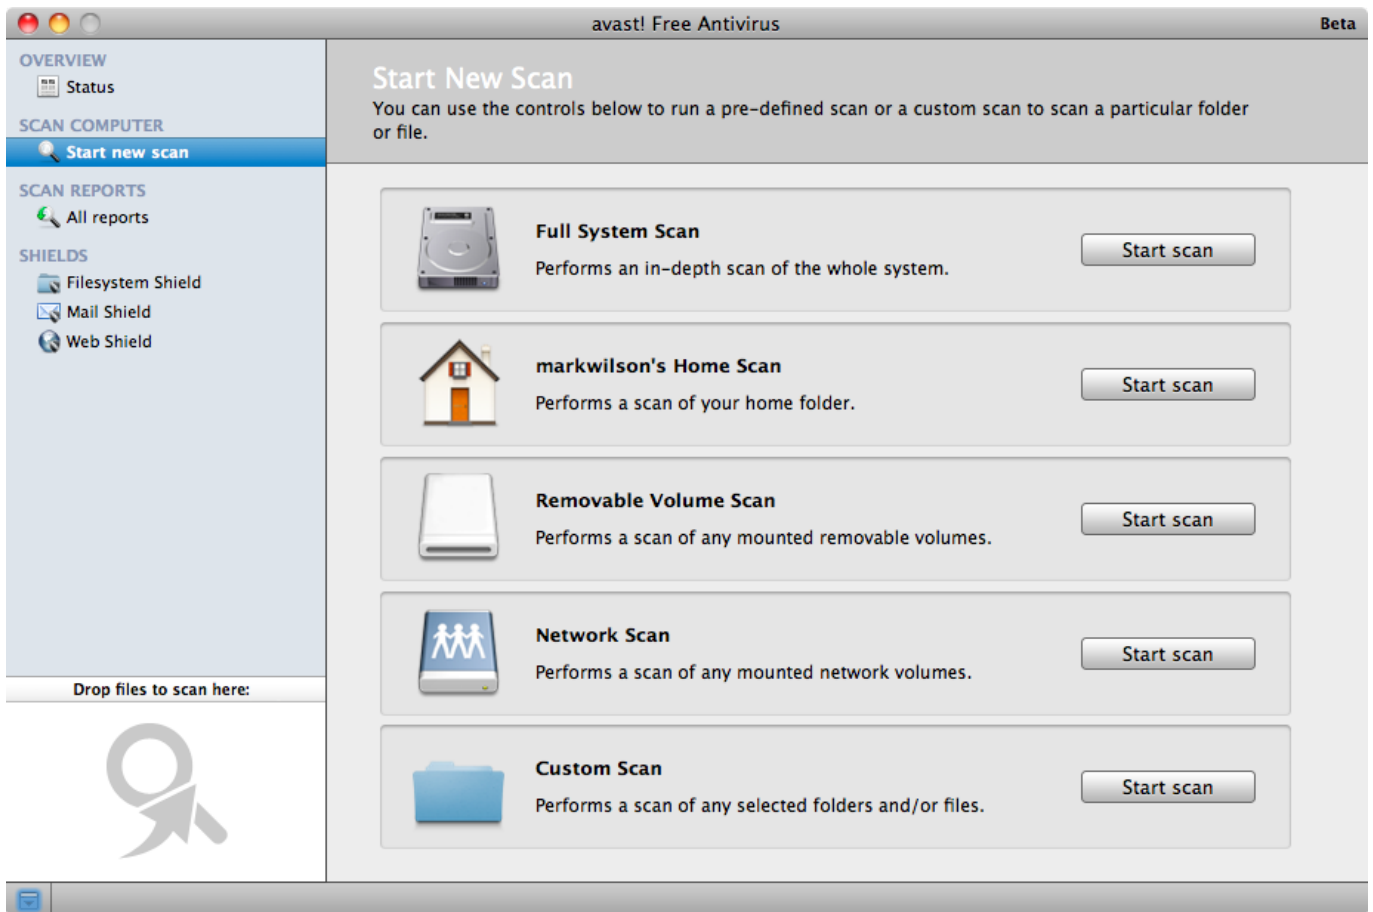 avast! Free Antivirus
Beta
OVERVIEW
Status
SCAN COMPUTER
Start new scan
SCAN REPORTS
All reports
SHIELDS
Filesystem Shield
Mail Shield
Web Shield
Drop files to scan here:
Start New Scan
You can use the controls below to run a pre-defined scan or a custom scan to scan a particular folder
or file.
Full System Scan
Performs an in-depth scan of the whole system.
Start scan
markwilson's Home Scan
Performs a scan of your home folder.
Start scan
Removable Volume Scan
Performs a scan of any mounted removable volumes.
Start scan
Network Scan
Performs a scan of any mounted network volumes.
Start scan
Custom Scan
Performs a scan of any selected folders and/or files.
Start scan